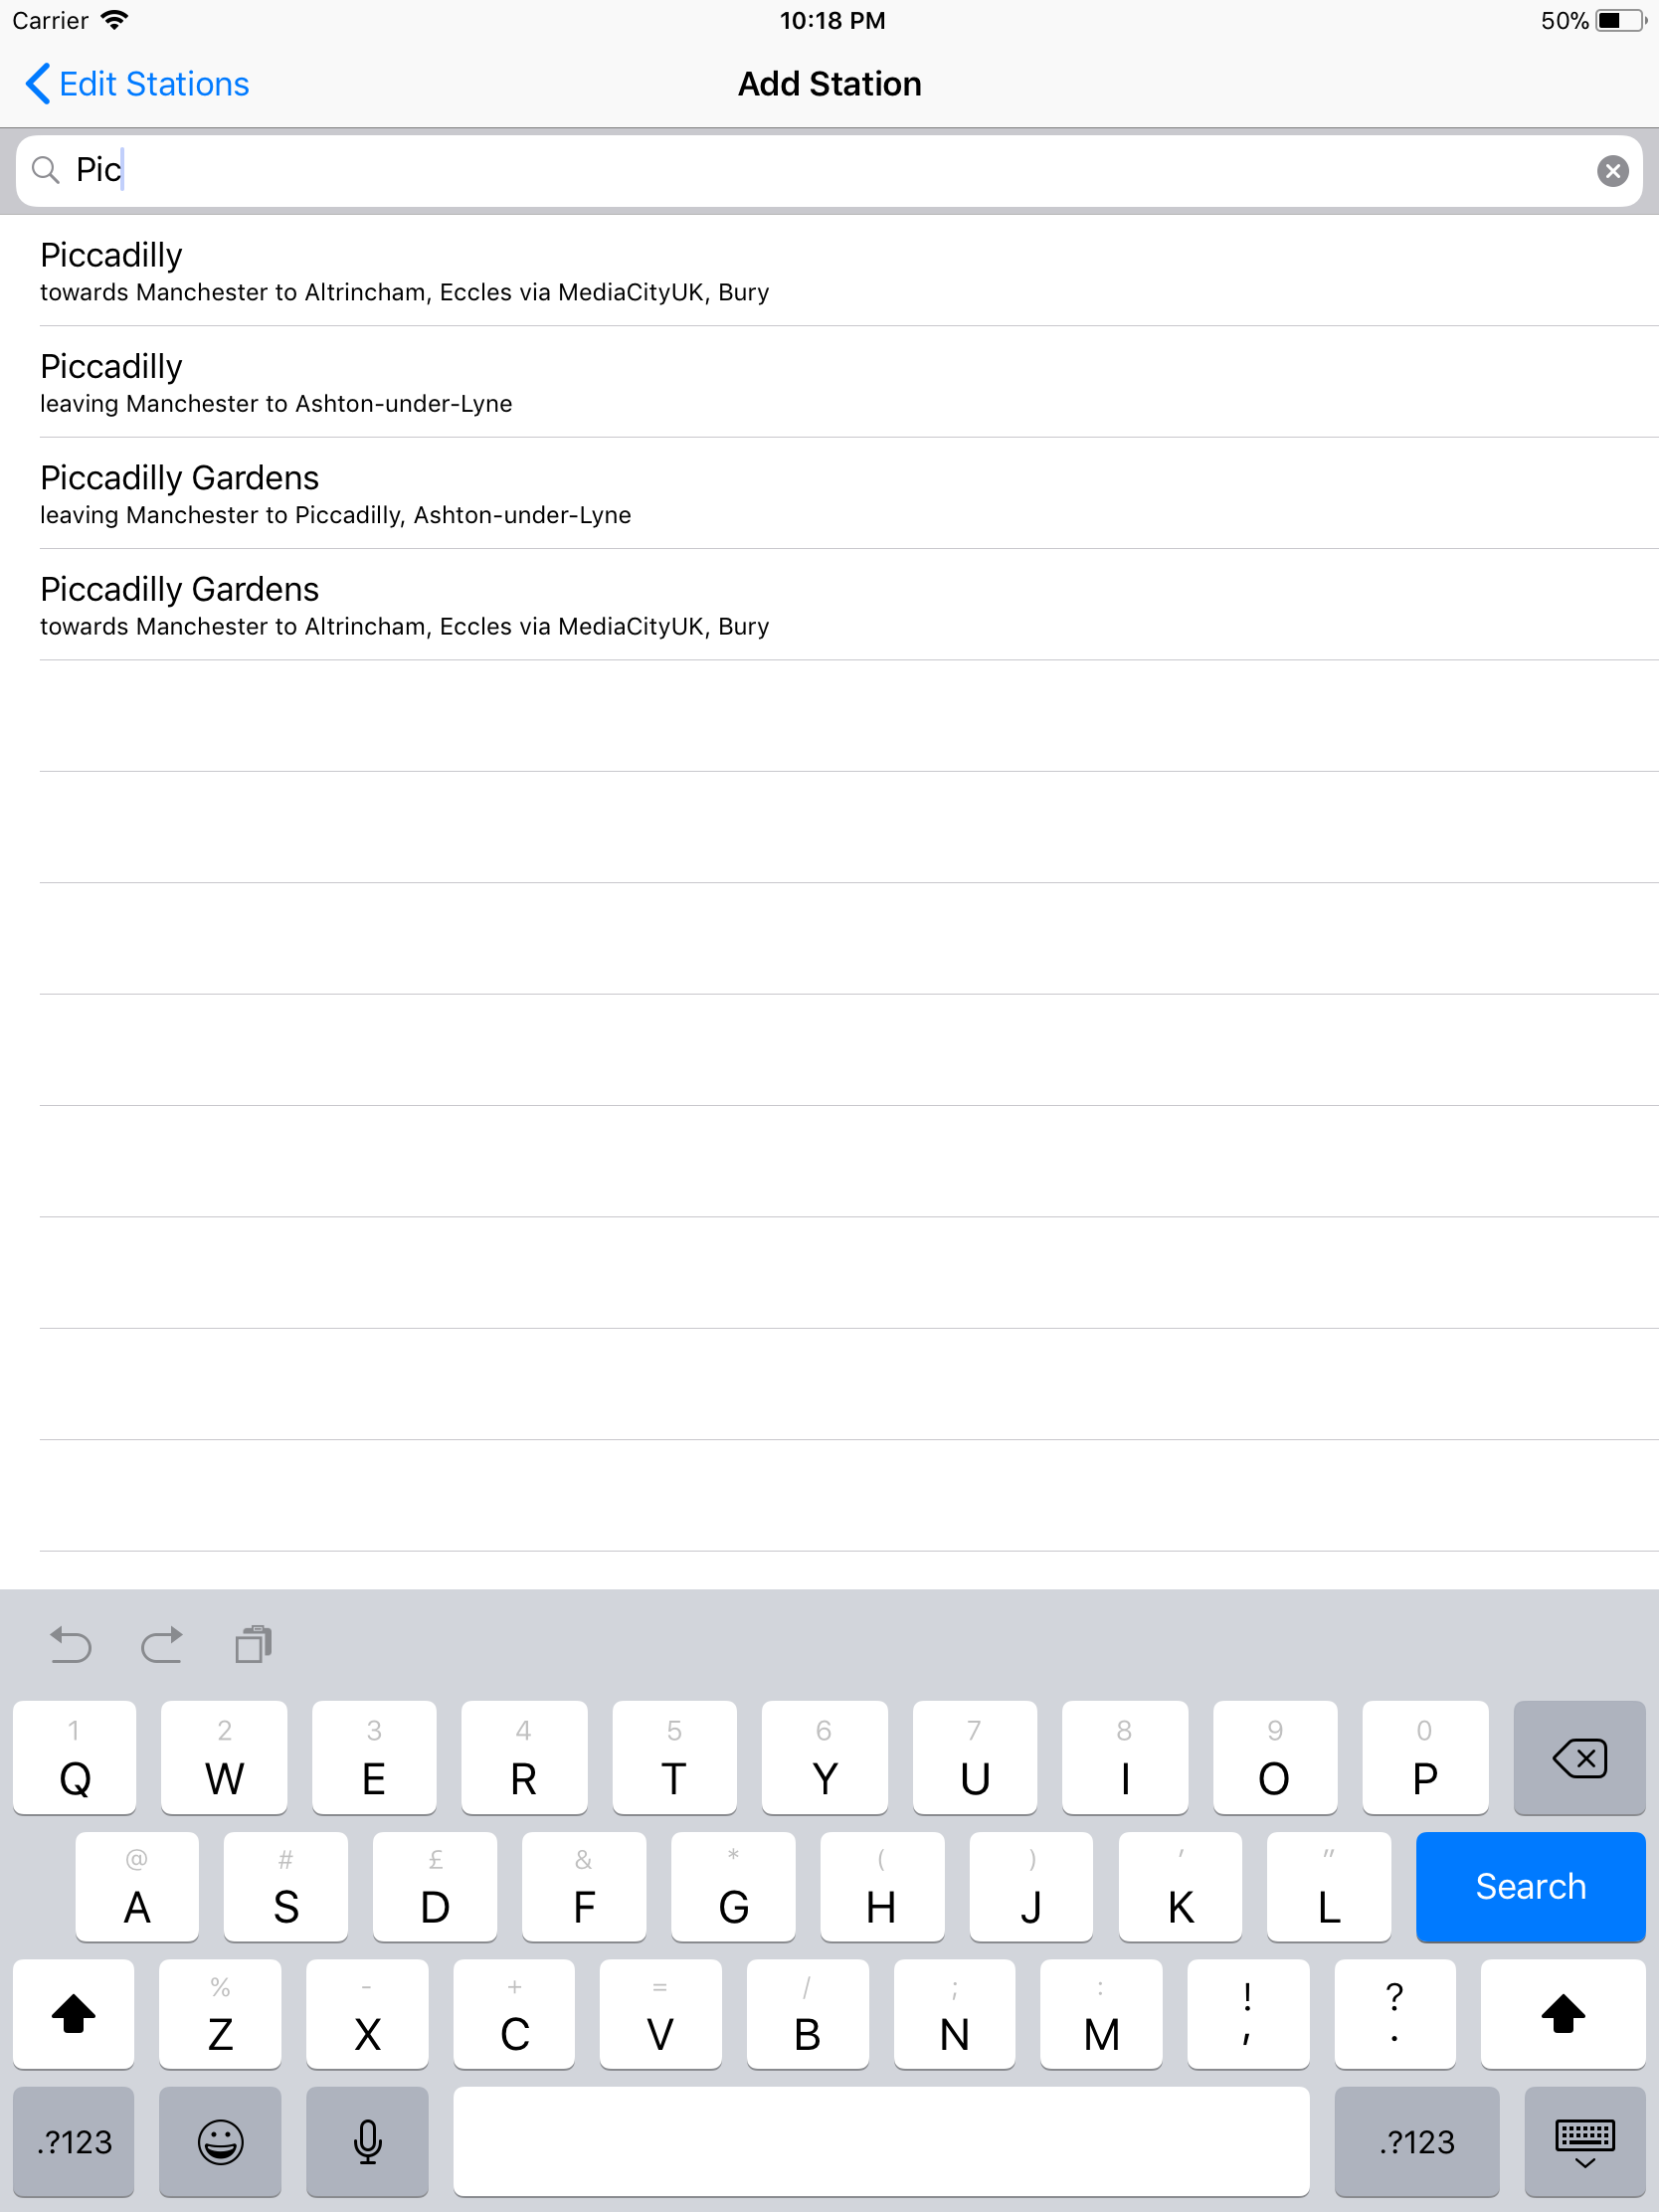 Carrier 10:18 PM 50%
Edit Stations Add Station
Pic
Piccadilly
towards Manchester to Altrincham, Eccles via MediaCityUK, Bury
Piccadilly
leaving Manchester to Ashton-under-Lyne
Piccadilly Gardens
leaving Manchester to Piccadilly, Ashton-under-Lyne
Piccadilly Gardens
towards Manchester to Altrincham, Eccles via MediaCityUK, Bury
1 2 3 4 5 6 7 8 9 0
Q W E R T Y U I O P
@ # £ & * ( ) ' "
A S D F G H J K L Search
% - + = / ; : ! ?
Z X C V B N M , .
.?123 .?123